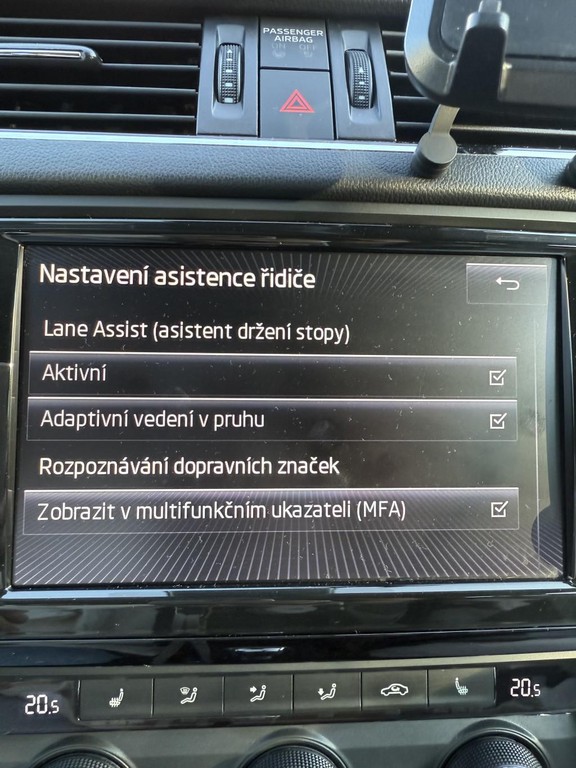 PASSENGER
AIRBAG
ON OFF
Nastavení asistence řidiče
Lane Assist (asistent držení stopy)
Aktivní
Adaptivní vedení v pruhu
Rozpoznávání dopravních značek
Zobrazit v multifunkčním ukazateli (MFA)
20.5 20.5